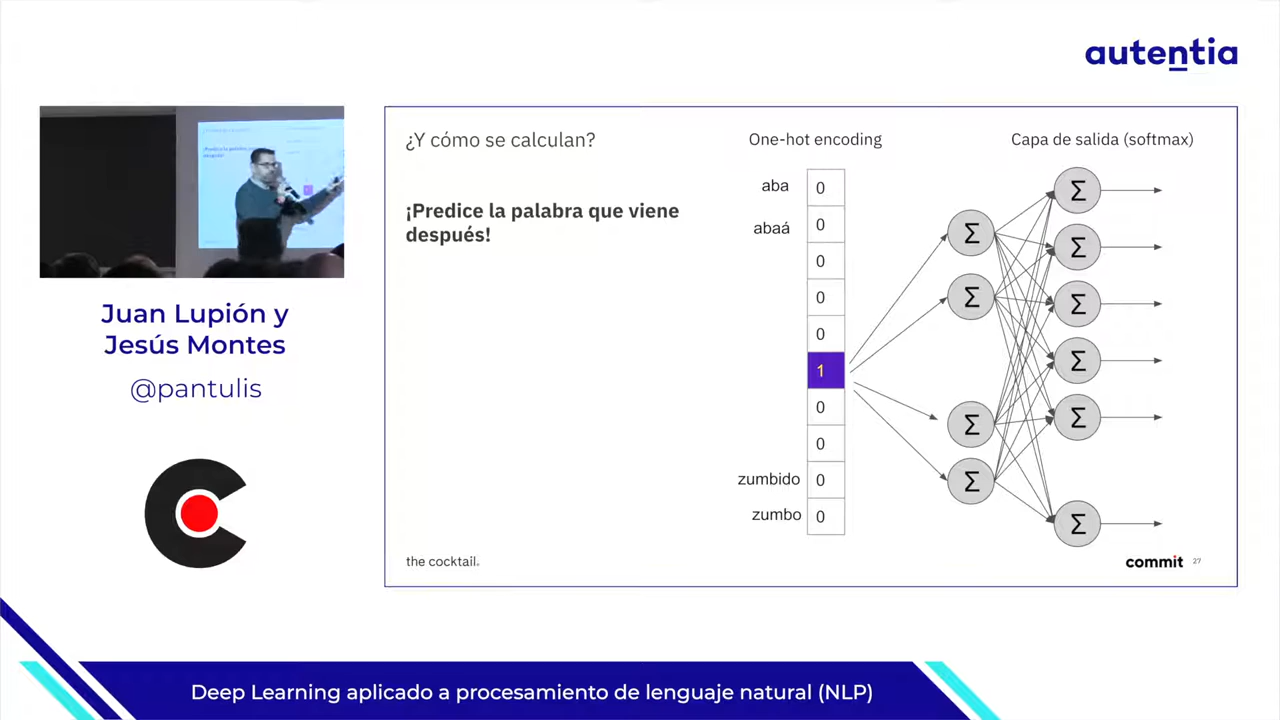 autentia
¿Y cómo se calculan?
¡Predice la palabra que viene
después!
One-hot encoding
Capa de salida (softmax)
aba 0
abaá 0
0
0
0
1
0
0
zumbido 0
zumbo 0
Σ
Σ
Σ
Σ
Σ
Σ
Σ
Σ
Σ
Σ
the cocktail.
commit 27
Juan Lupión y
Jesús Montes
@pantulis
Deep Learning aplicado a procesamiento de lenguaje natural (NLP)